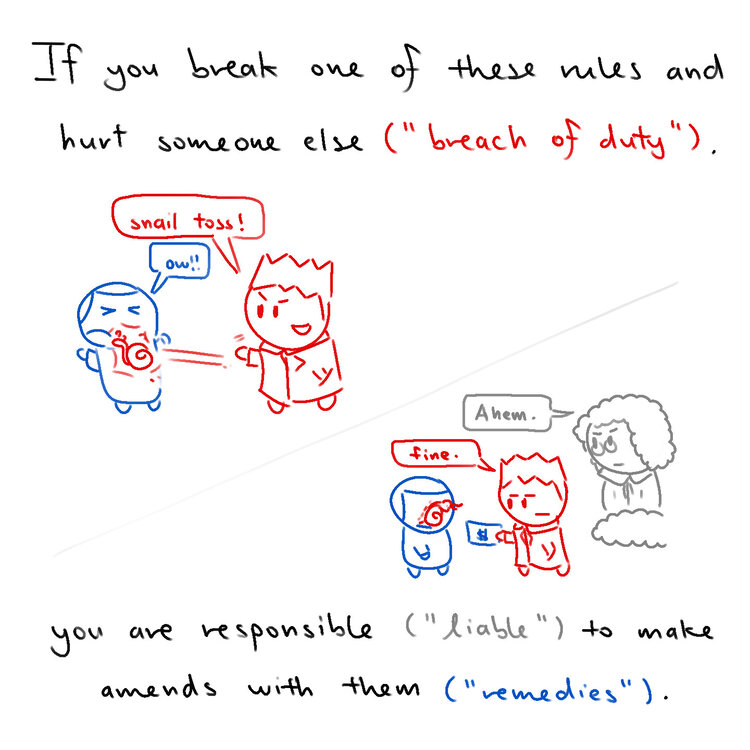 If you break one of these rules and
hurt someone else ("breach of duty").
snail toss!
ow!!
Ahem.
fine.
$
you are responsible ("liable") to make
amends with them ("remedies").